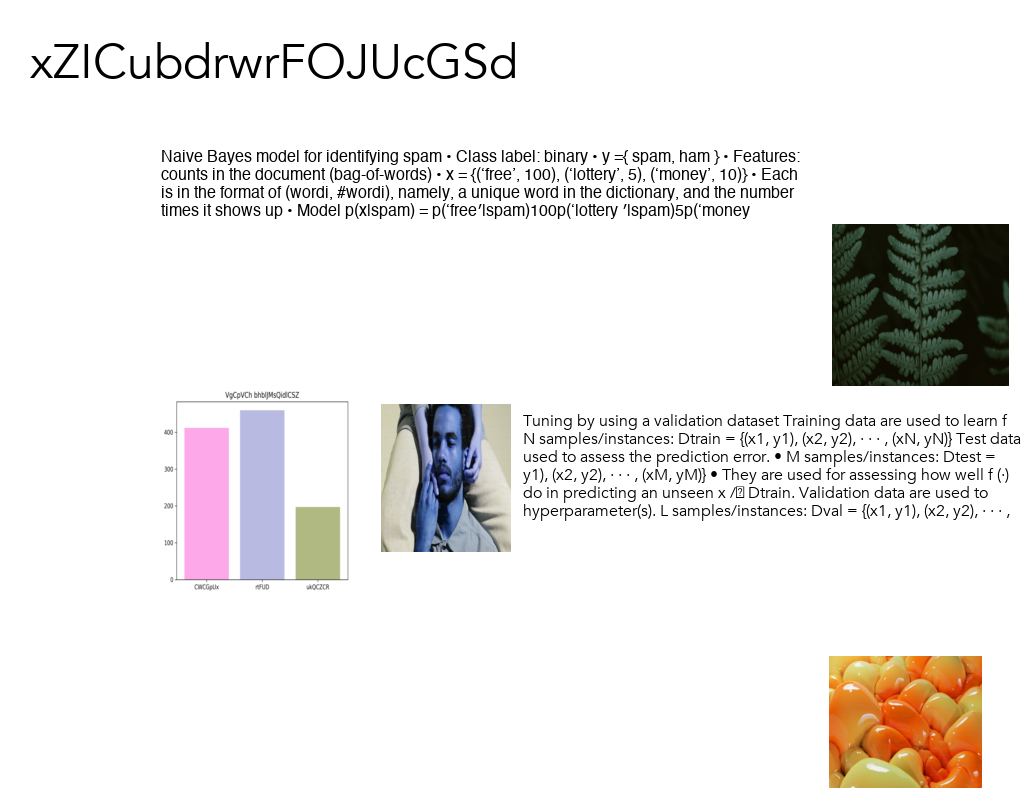 xZICubdrwrFOJUcGSd
Naive Bayes model for identifying spam • Class label: binary • y ={ spam, ham } • Features:
counts in the document (bag-of-words) • x = {(‘free’, 100), (‘lottery’, 5), (‘money’, 10)} • Each
is in the format of (wordi, #wordi), namely, a unique word in the dictionary, and the number
times it shows up • Model p(x|spam) = p(‘free′|spam)100p(‘lottery ′|spam)5p(‘money
VgCpVCh bhbIJMsQidICSZ
400
300
200
100
0
CWCGpUx rtFUD ukQCZCR
Tuning by using a validation dataset Training data are used to learn f
N samples/instances: Dtrain = {(x1, y1), (x2, y2), · · · , (xN, yN)} Test data
used to assess the prediction error. • M samples/instances: Dtest =
y1), (x2, y2), · · · , (xM, yM)} • They are used for assessing how well f (·)
do in predicting an unseen x / Dtrain. Validation data are used to
hyperparameter(s). L samples/instances: Dval = {(x1, y1), (x2, y2), · · · ,